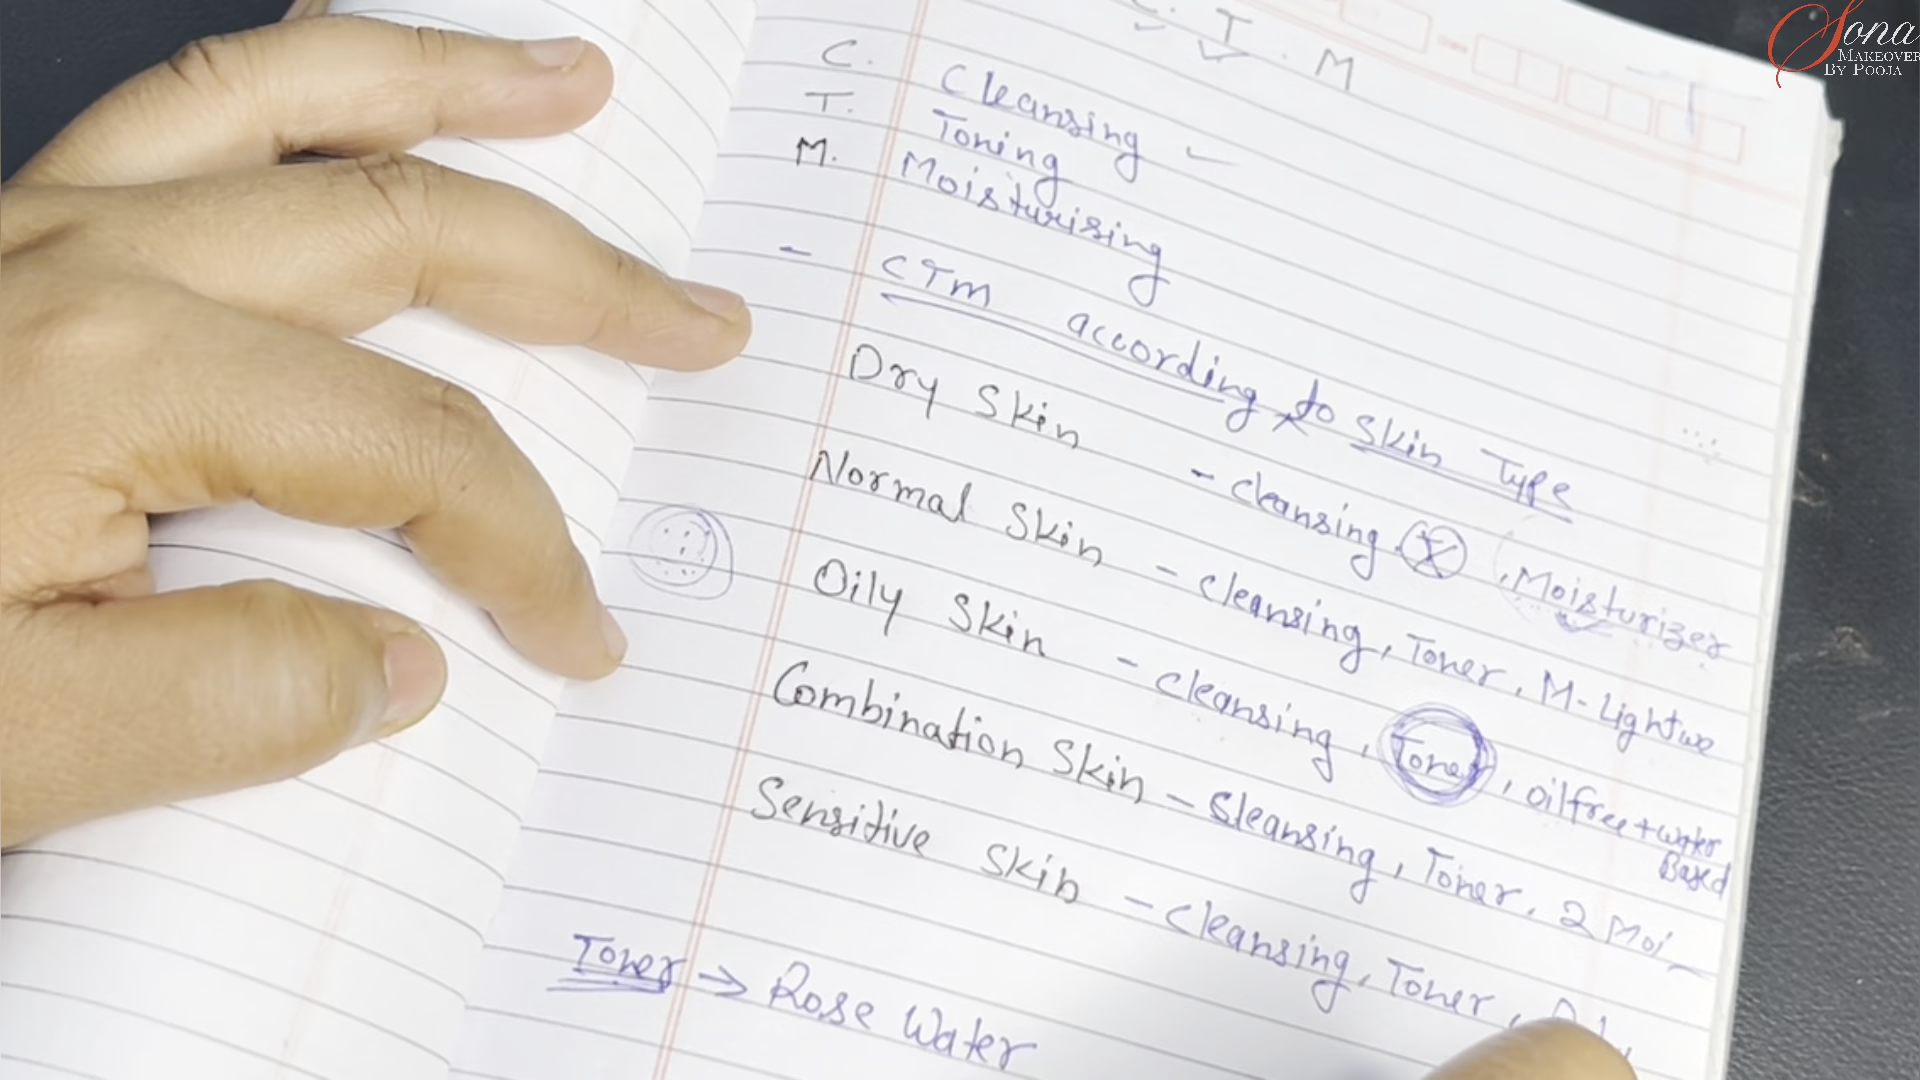 Sona
MAKEOVER
BY POOJA
C. T. M
C. Cleansing
T. Toning
M. Moisturising
- CTM according to Skin Type
Dry Skin - cleansing. X, Moisturizer
Normal Skin - cleansing, Toner, M-Lightwe
Oily Skin - cleansing, Toner, oilfree + water
Based
Combination Skin - Sleansing, Toner, 2 Moi
Sensitive Skin - cleansing, Toner,
Toner → Rose Water